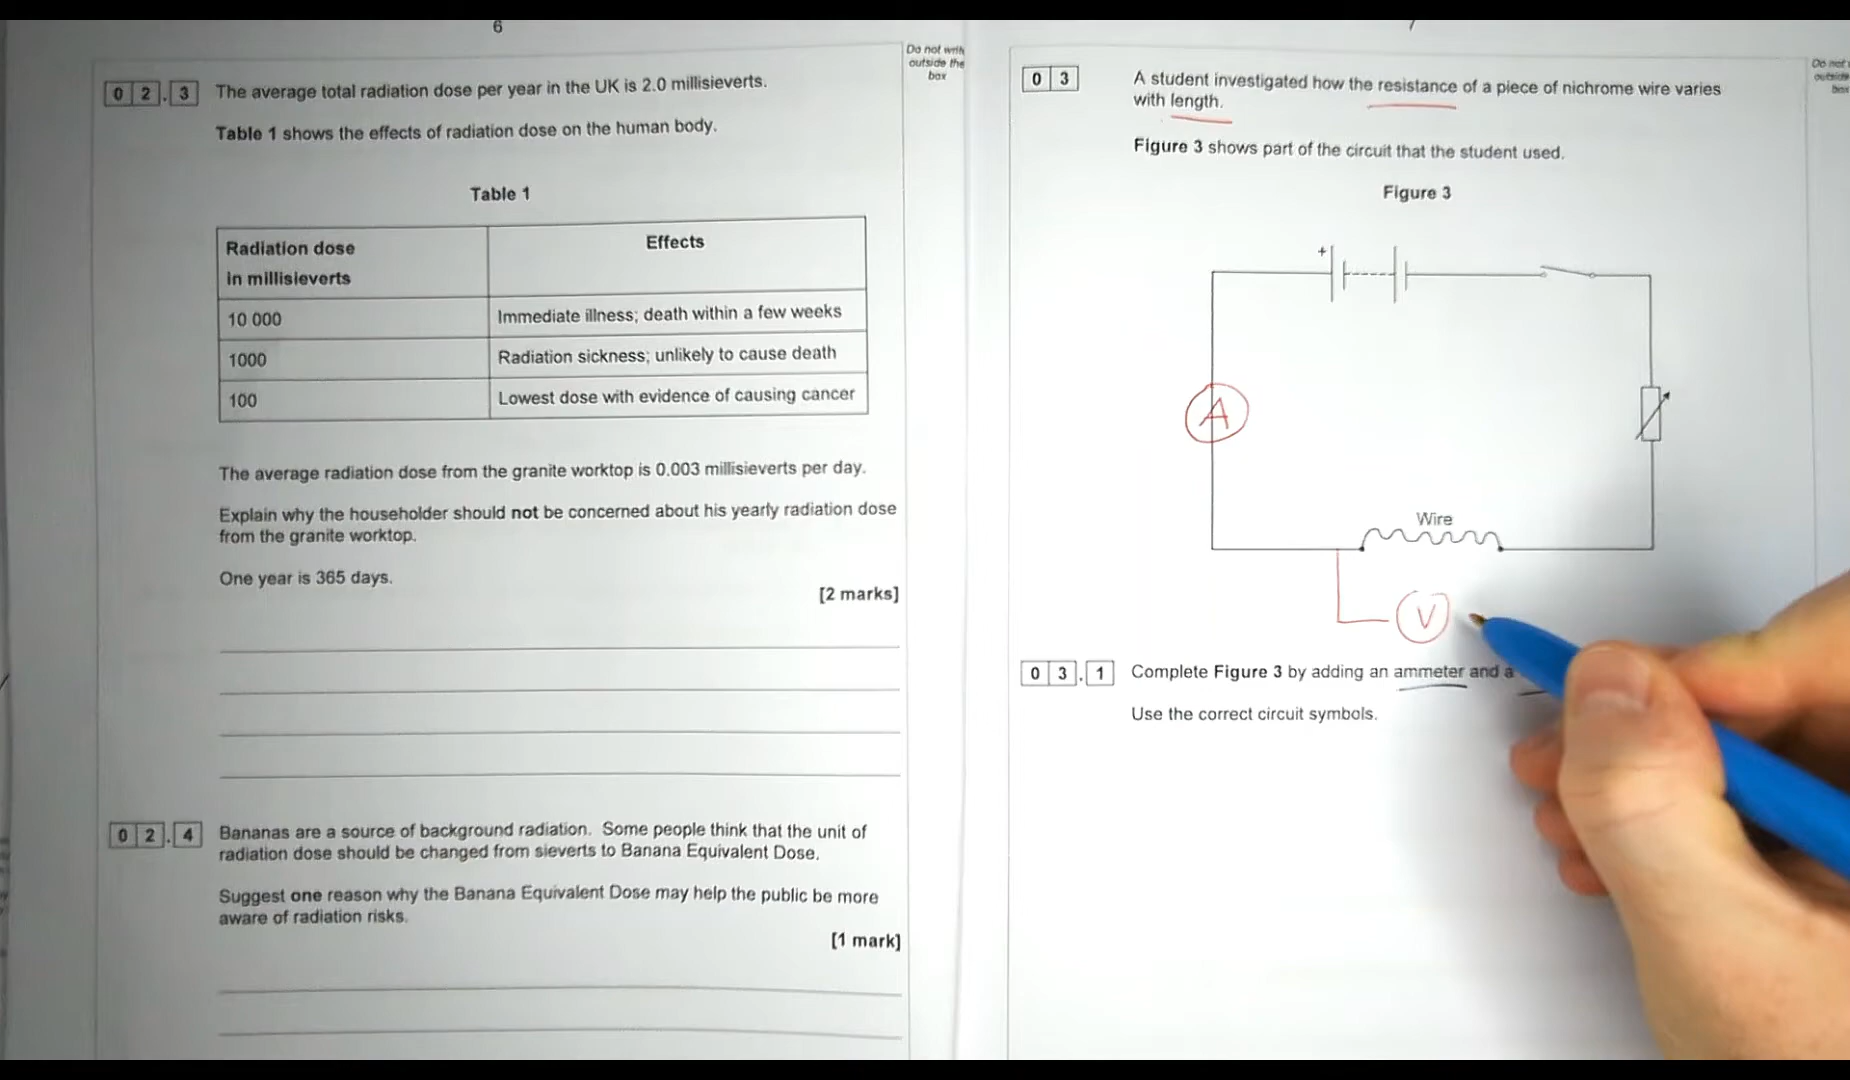 6
Do not write
outside the
box
0 2 . 3 The average total radiation dose per year in the UK is 2.0 millisieverts.
Table 1 shows the effects of radiation dose on the human body.
Table 1
Radiation dose
in millisieverts
Effects
10 000 Immediate illness; death within a few weeks
1000 Radiation sickness; unlikely to cause death
100 Lowest dose with evidence of causing cancer
The average radiation dose from the granite worktop is 0.003 millisieverts per day.
Explain why the householder should not be concerned about his yearly radiation dose
from the granite worktop.
One year is 365 days.
[2 marks]
0 2 . 4 Bananas are a source of background radiation. Some people think that the unit of
radiation dose should be changed from sieverts to Banana Equivalent Dose.
Suggest one reason why the Banana Equivalent Dose may help the public be more
aware of radiation risks.
[1 mark]
Do not
outside
box
0 3 A student investigated how the resistance of a piece of nichrome wire varies
with length.
Figure 3 shows part of the circuit that the student used.
Figure 3
+
A
Wire
V
0 3 . 1 Complete Figure 3 by adding an ammeter and a
Use the correct circuit symbols.